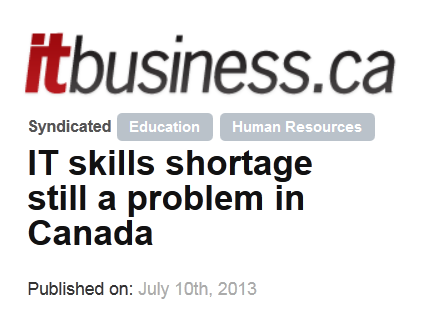 itbusiness.ca
Syndicated Education Human Resources
IT skills shortage
still a problem in
Canada
Published on: July 10th, 2013